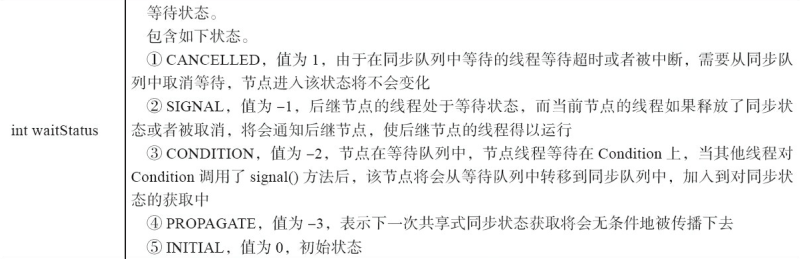 等待状态。
包含如下状态。
① CANCELLED，值为 1，由于在同步队列中等待的线程等待超时或者被中断，需要从同步队
列中取消等待，节点进入该状态将不会变化
② SIGNAL，值为 –1，后继节点的线程处于等待状态，而当前节点的线程如果释放了同步状
int waitStatus
态或者被取消，将会通知后继节点，使后继节点的线程得以运行
③ CONDITION，值为 –2，节点在等待队列中，节点线程等待在 Condition 上，当其他线程对
Condition 调用了 signal() 方法后，该节点将会从等待队列中转移到同步队列中，加入到对同步状
态的获取中
④ PROPAGATE，值为 –3，表示下一次共享式同步状态获取将会无条件地被传播下去
⑤ INITIAL，值为 0，初始状态